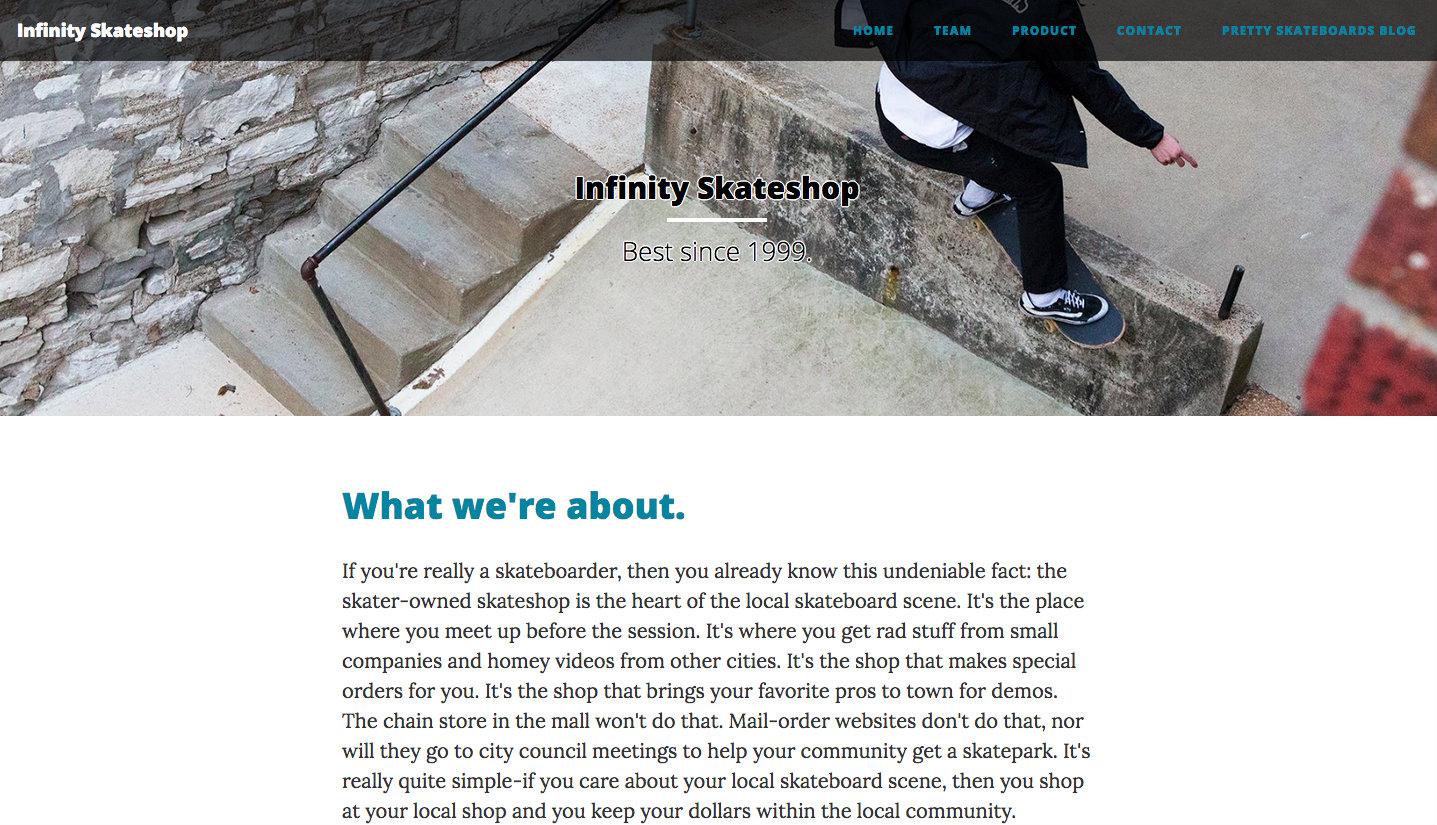 Infinity Skateshop
HOME TEAM PRODUCT CONTACT PRETTY SKATEBOARDS BLOG
Infinity Skateshop
Best since 1999.
What we're about.
If you're really a skateboarder, then you already know this undeniable fact: the
skater-owned skateshop is the heart of the local skateboard scene. It's the place
where you meet up before the session. It's where you get rad stuff from small
companies and homey videos from other cities. It's the shop that makes special
orders for you. It's the shop that brings your favorite pros to town for demos.
The chain store in the mall won't do that. Mail-order websites don't do that, nor
will they go to city council meetings to help your community get a skatepark. It's
really quite simple-if you care about your local skateboard scene, then you shop
at your local shop and you keep your dollars within the local community.